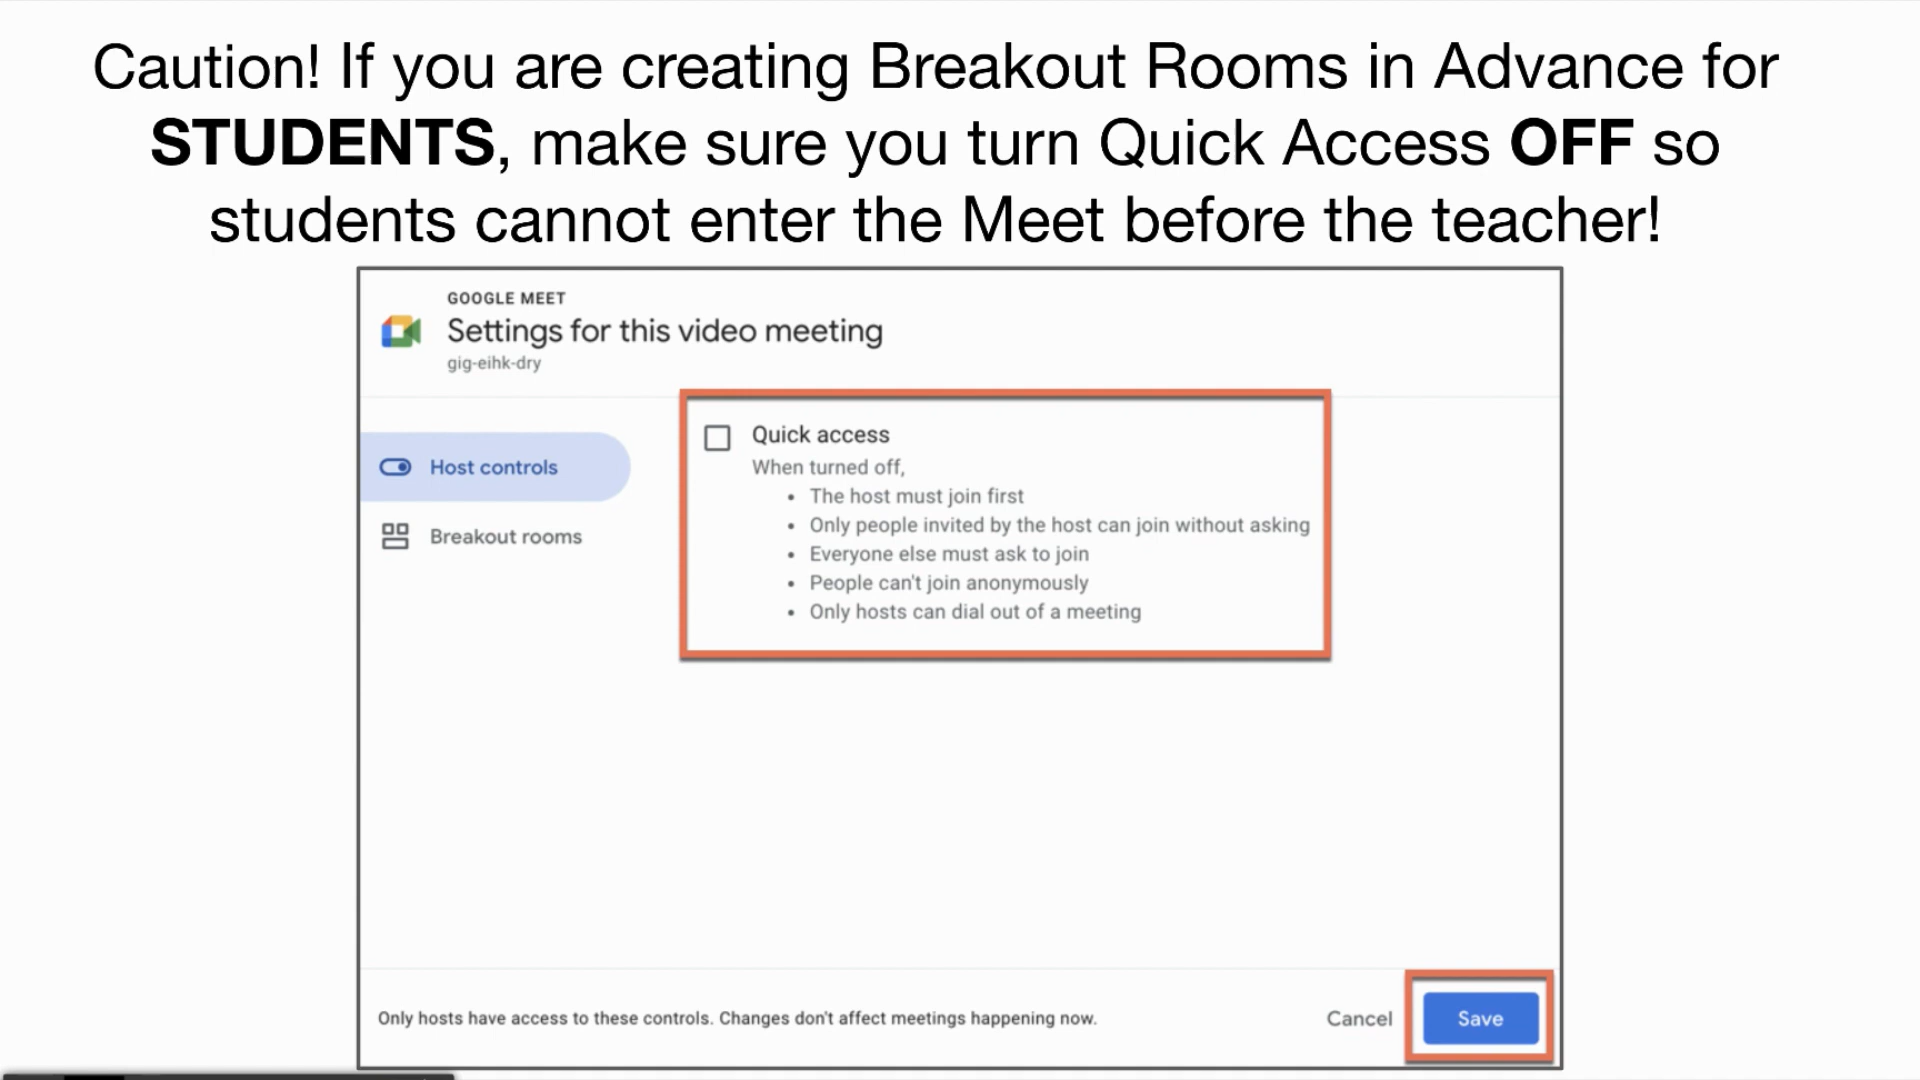 Caution! If you are creating Breakout Rooms in Advance for
STUDENTS, make sure you turn Quick Access OFF so
students cannot enter the Meet before the teacher!
GOOGLE MEET
Settings for this video meeting
gig-eihk-dry
Host controls
Breakout rooms
Quick access
When turned off,
• The host must join first
• Only people invited by the host can join without asking
• Everyone else must ask to join
• People can't join anonymously
• Only hosts can dial out of a meeting
Only hosts have access to these controls. Changes don't affect meetings happening now.
Cancel
Save